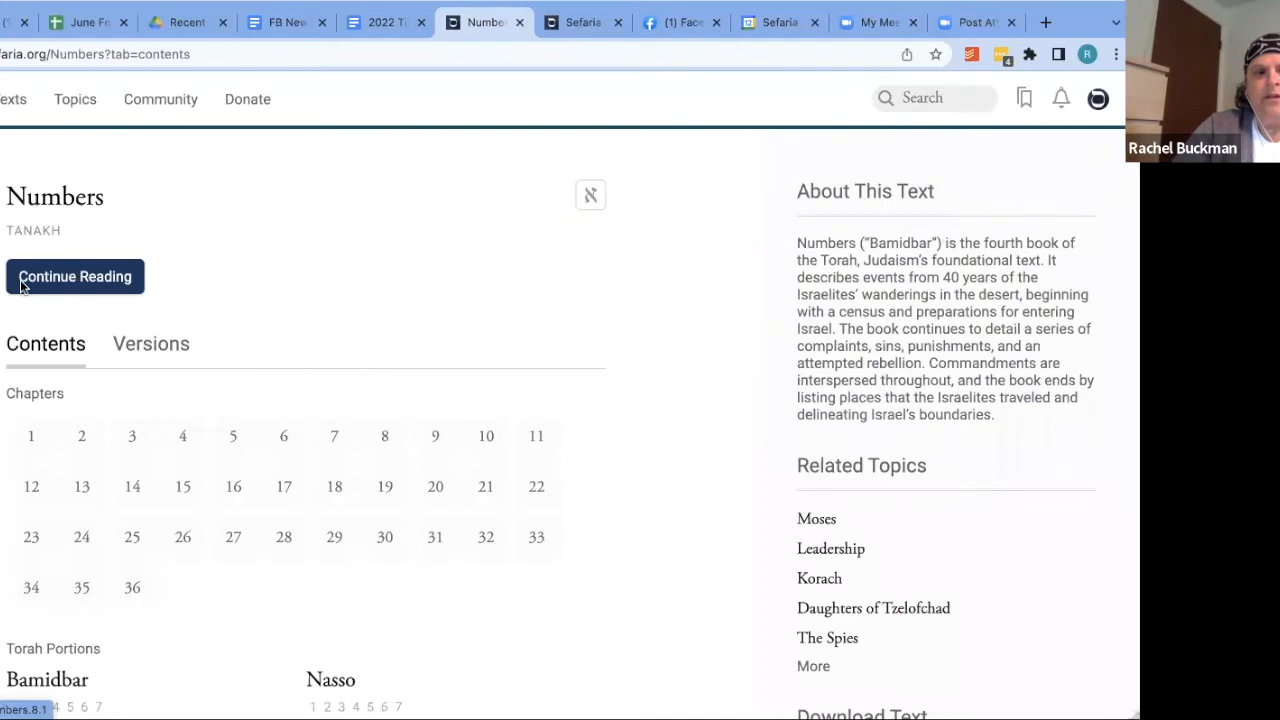 June Fe
Recent
FB New
2022 Ti
Numbe
Sefaria
(1) Face
Sefaria
My Mee
Post Att
faria.org/Numbers?tab=contents
4
R
exts
Topics
Community
Donate
Search
Rachel Buckman
Numbers
א
TANAKH
Continue Reading
Contents
Versions
Chapters
1 2 3 4 5 6 7 8 9 10 11
12 13 14 15 16 17 18 19 20 21 22
23 24 25 26 27 28 29 30 31 32 33
34 35 36
Torah Portions
Bamidbar
4 5 6 7
Nasso
1 2 3 4 5 6 7
mbers.8.1
About This Text
Numbers (“Bamidbar”) is the fourth book of
the Torah, Judaism’s foundational text. It
describes events from 40 years of the
Israelites’ wanderings in the desert, beginning
with a census and preparations for entering
Israel. The book continues to detail a series of
complaints, sins, punishments, and an
attempted rebellion. Commandments are
interspersed throughout, and the book ends by
listing places that the Israelites traveled and
delineating Israel’s boundaries.
Related Topics
Moses
Leadership
Korach
Daughters of Tzelofchad
The Spies
More
Download Text